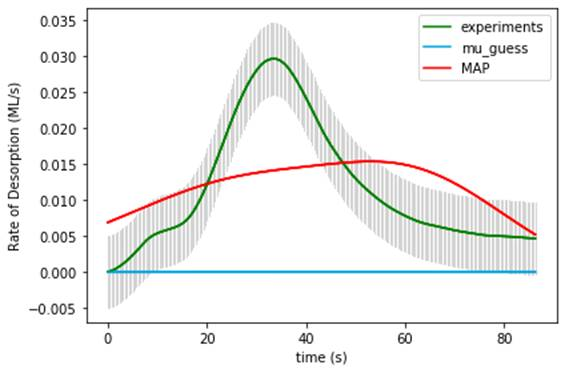 0.035
0.030
0.025
0.020
0.015
0.010
0.005
0.000
−0.005
Rate of Desorption (ML/s)
experiments
mu_guess
MAP
0 20 40 60 80
time (s)